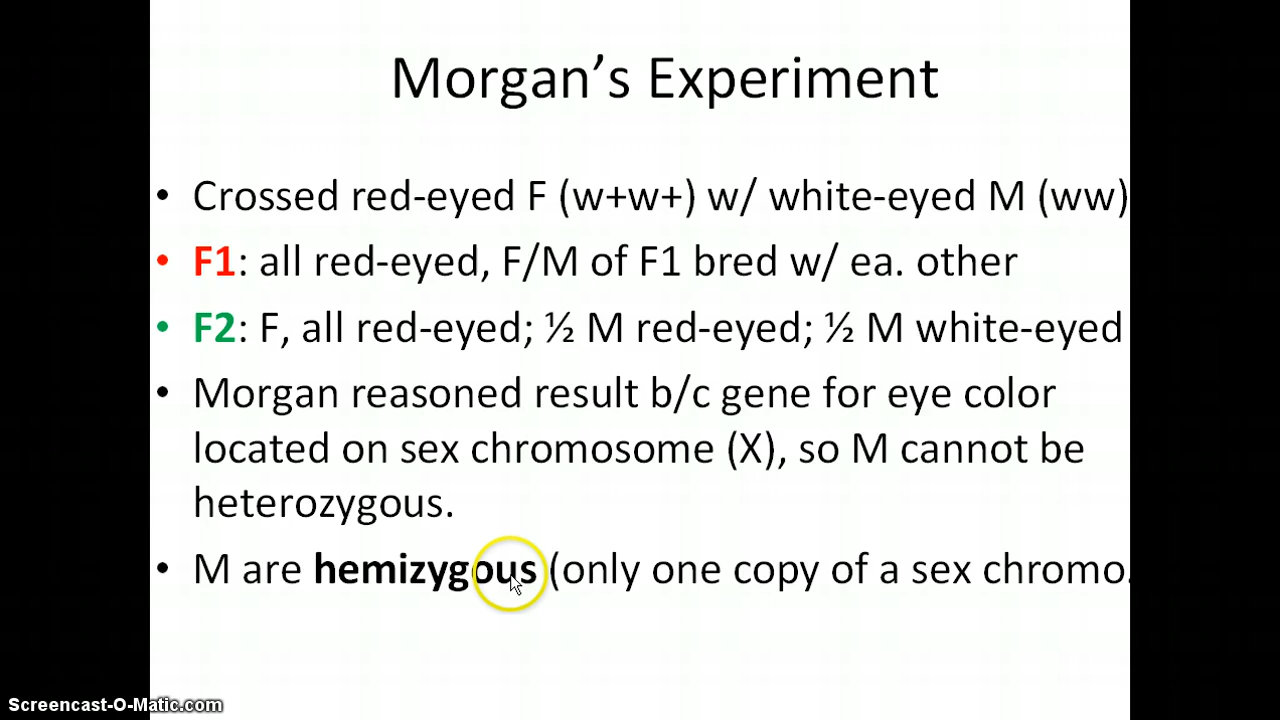 Morgan’s Experiment
• Crossed red-eyed F (w+w+) w/ white-eyed M (ww)
• F1: all red-eyed, F/M of F1 bred w/ ea. other
• F2: F, all red-eyed; ½ M red-eyed; ½ M white-eyed
• Morgan reasoned result b/c gene for eye color
located on sex chromosome (X), so M cannot be
heterozygous.
• M are hemizygous (only one copy of a sex chromo.
Screencast-O-Matic.com